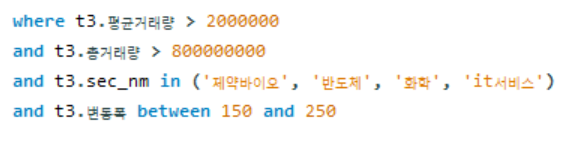 where t3.평균거래량 > 2000000
and t3.총거래량 > 800000000
and t3.sec_nm in ('제약바이오', '반도체', '화학', 'it서비스')
and t3.변동폭 between 150 and 250